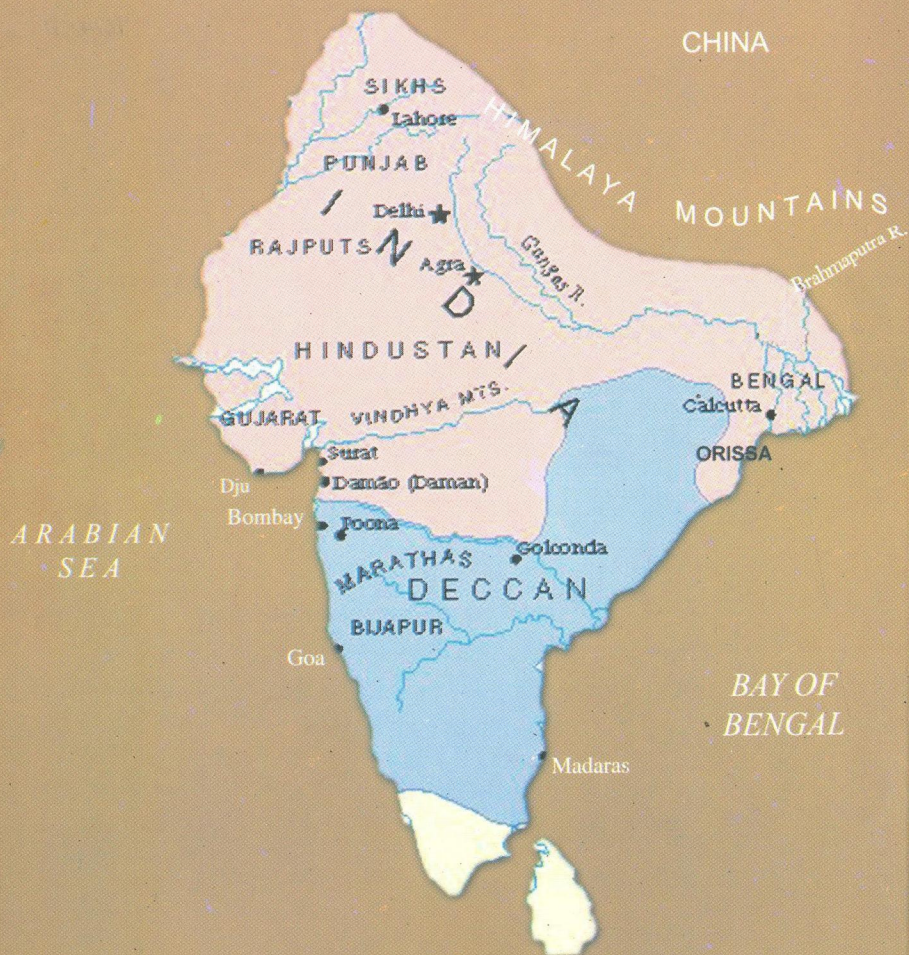 CHINA
SIKHS
Lahore
HIMALAYA MOUNTAINS
PUNJAB
Delhi
RAJPUTS
INDIA
Agra
Ganges R.
Brahmaputra R.
HINDUSTAN
BENGAL
Calcutta
GUJARAT
VINDHYA MTS.
ORISSA
Surat
Dju
Damão (Daman)
Bombay
Poona
ARABIAN
SEA
Golconda
MARATHAS
DECCAN
BIJAPUR
Goa
BAY OF
BENGAL
Madaras